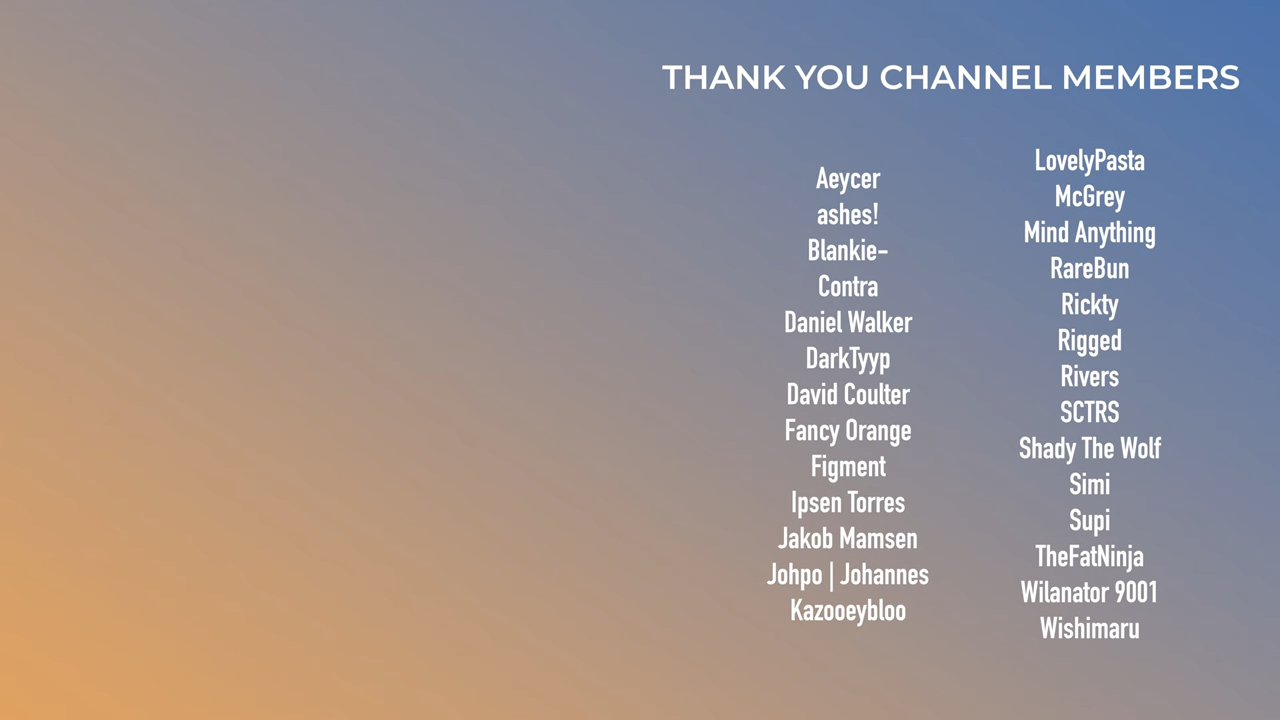 THANK YOU CHANNEL MEMBERS
Aeycer
ashes!
Blankie-
Contra
Daniel Walker
DarkTyyp
David Coulter
Fancy Orange
Figment
Ipsen Torres
Jakob Mamsen
Johpo | Johannes
Kazooeybloo
LovelyPasta
McGrey
Mind Anything
RareBun
Rickty
Rigged
Rivers
SCTRS
Shady The Wolf
Simi
Supi
TheFatNinja
Wilanator 9001
Wishimaru